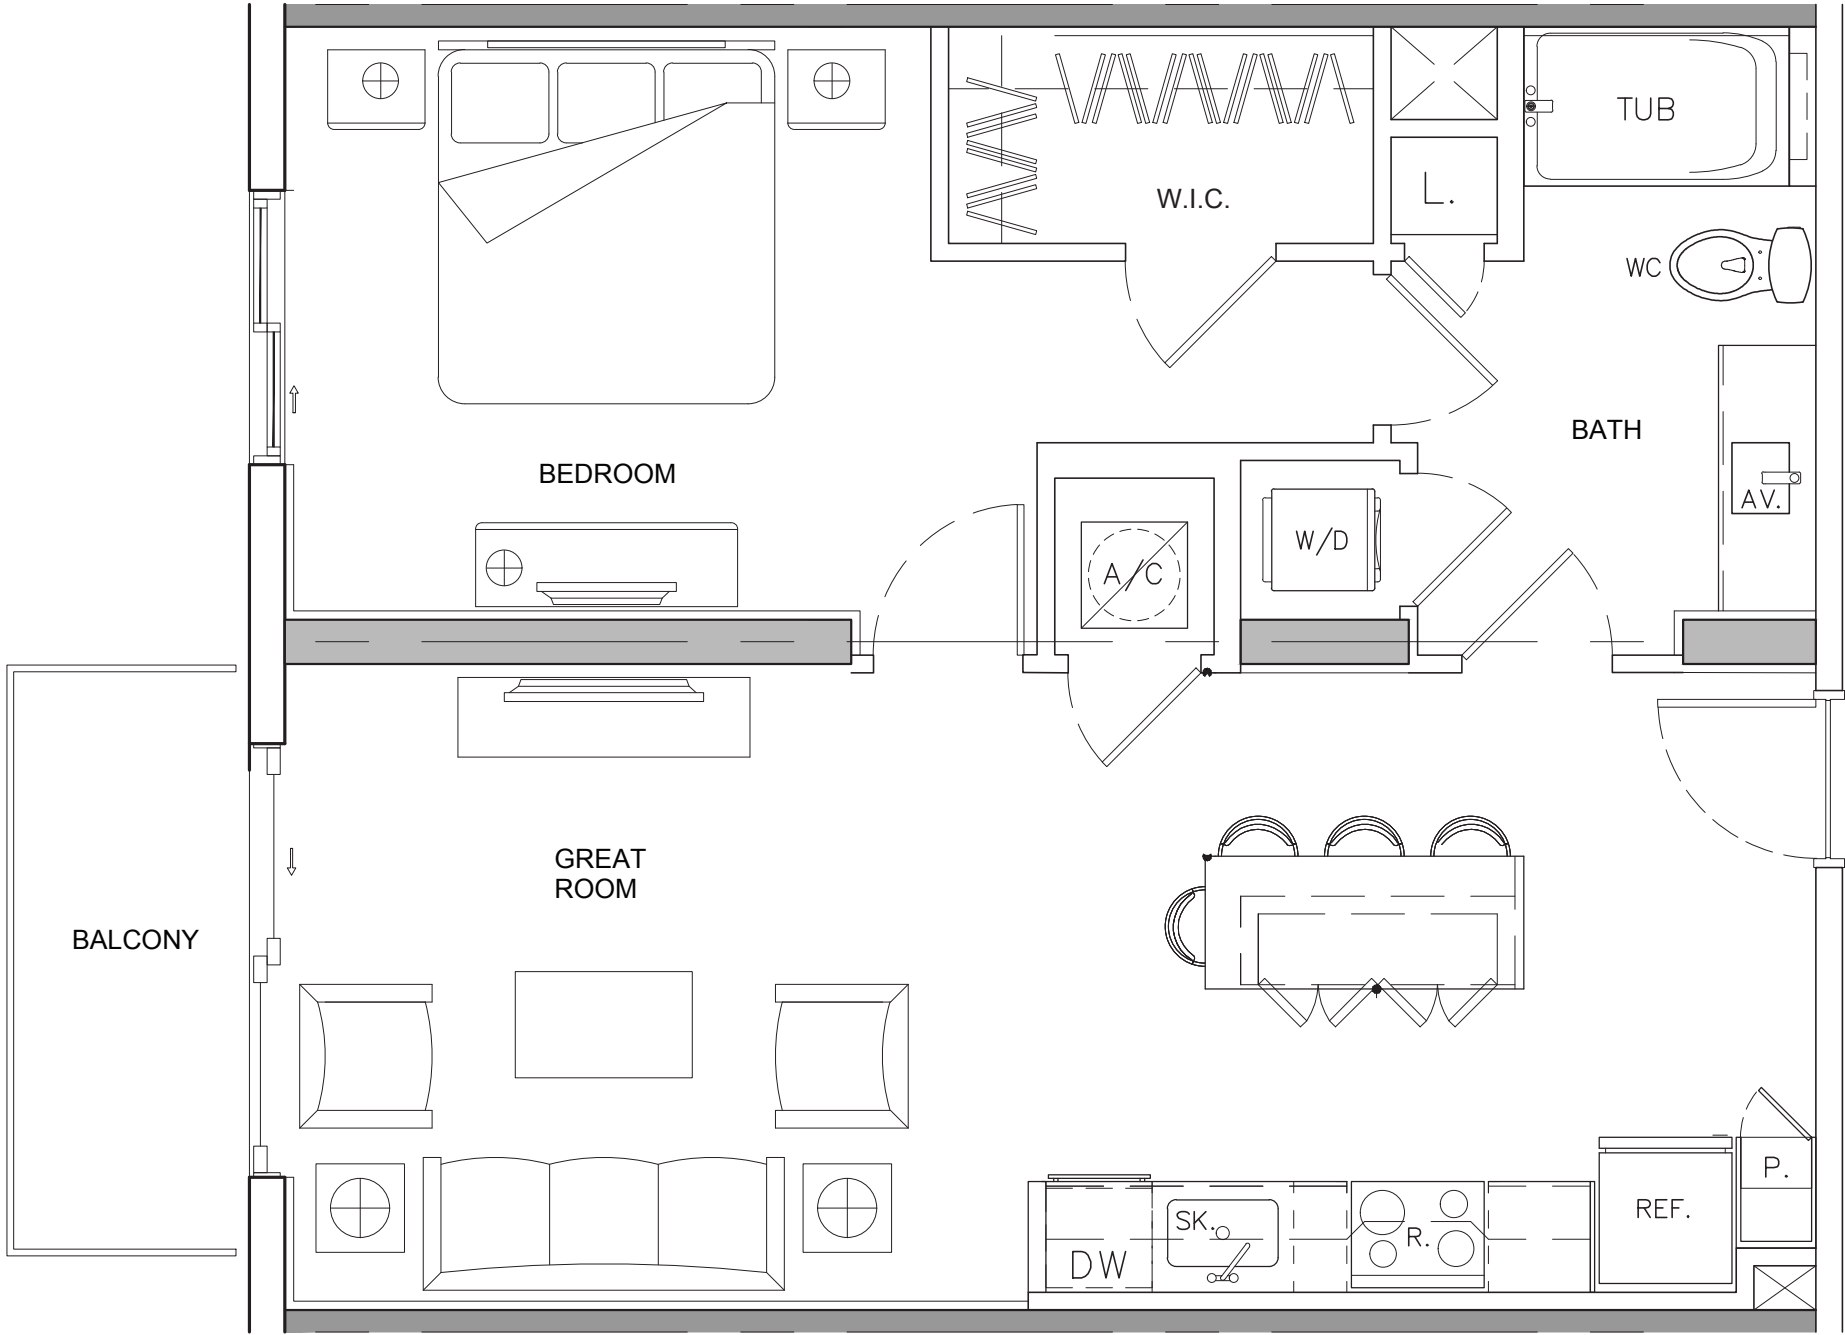 TUB
W.I.C.
L.
WC
BATH
BEDROOM
AV.
W/D
A/C
GREAT
ROOM
BALCONY
P.
REF.
SK.
R.
DW